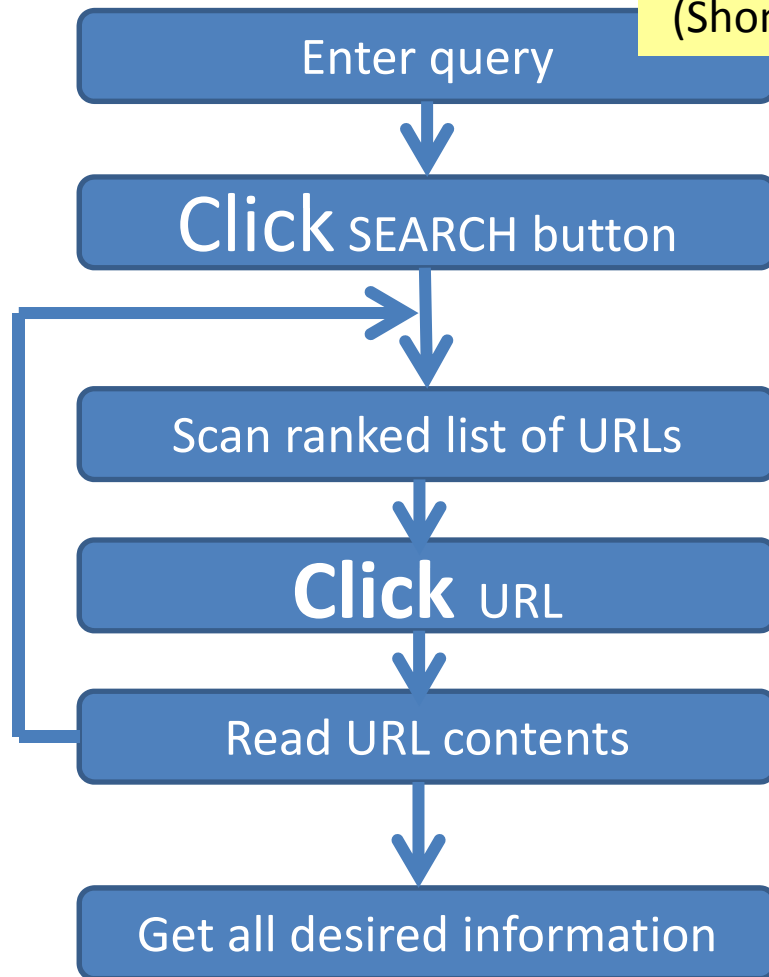 Enter query
Click SEARCH button
Scan ranked list of URLs
Click URL
Read URL contents
Get all desired information